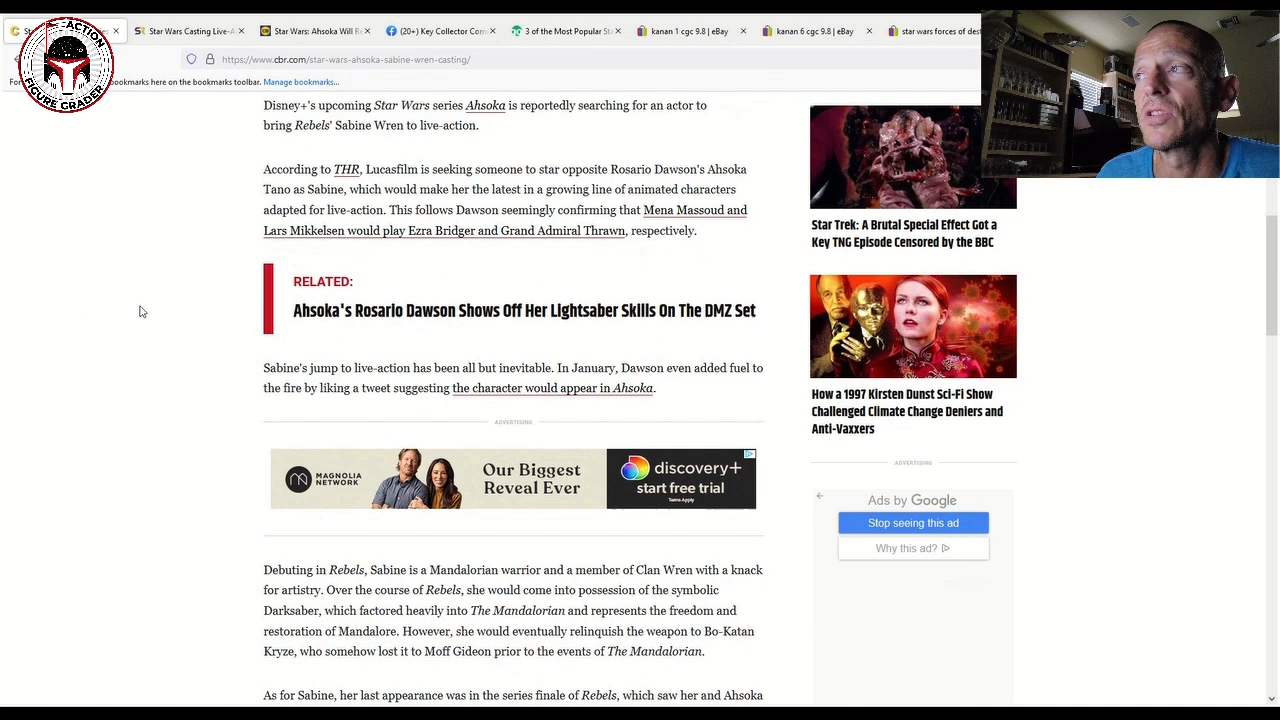 Star Wars Casting Live-A
Star Wars: Ahsoka Will Re
(20+) Key Collector Com
3 of the Most Popular Sta
kanan 1 cgc 9.8 | eBay
kanan 6 cgc 9.8 | eBay
star wars forces of des
-ACTION
FIGURE GRADER
https://www.cbr.com/star-wars-ahsoka-sabine-wren-casting/
For
bookmarks here on the bookmarks toolbar. Manage bookmarks...
Disney+'s upcoming Star Wars series Ahsoka is reportedly searching for an actor to
bring Rebels' Sabine Wren to live-action.
According to THR, Lucasfilm is seeking someone to star opposite Rosario Dawson's Ahsoka
Tano as Sabine, which would make her the latest in a growing line of animated characters
adapted for live-action. This follows Dawson seemingly confirming that Mena Massoud and
Lars Mikkelsen would play Ezra Bridger and Grand Admiral Thrawn, respectively.
RELATED:
Ahsoka's Rosario Dawson Shows Off Her Lightsaber Skills On The DMZ Set
Sabine's jump to live-action has been all but inevitable. In January, Dawson even added fuel to
the fire by liking a tweet suggesting the character would appear in Ahsoka.
ADVERTISING
MAGNOLIA
NETWORK
Our Biggest
Reveal Ever
discovery+
start free trial
Terms Apply
Debuting in Rebels, Sabine is a Mandalorian warrior and a member of Clan Wren with a knack
for artistry. Over the course of Rebels, she would come into possession of the symbolic
Darksaber, which factored heavily into The Mandalorian and represents the freedom and
restoration of Mandalore. However, she would eventually relinquish the weapon to Bo-Katan
Kryze, who somehow lost it to Moff Gideon prior to the events of The Mandalorian.
As for Sabine, her last appearance was in the series finale of Rebels, which saw her and Ahsoka
Star Trek: A Brutal Special Effect Got a
Key TNG Episode Censored by the BBC
How a 1997 Kirsten Dunst Sci-Fi Show
Challenged Climate Change Deniers and
Anti-Vaxxers
ADVERTISING
Ads by Google
Stop seeing this ad
Why this ad?